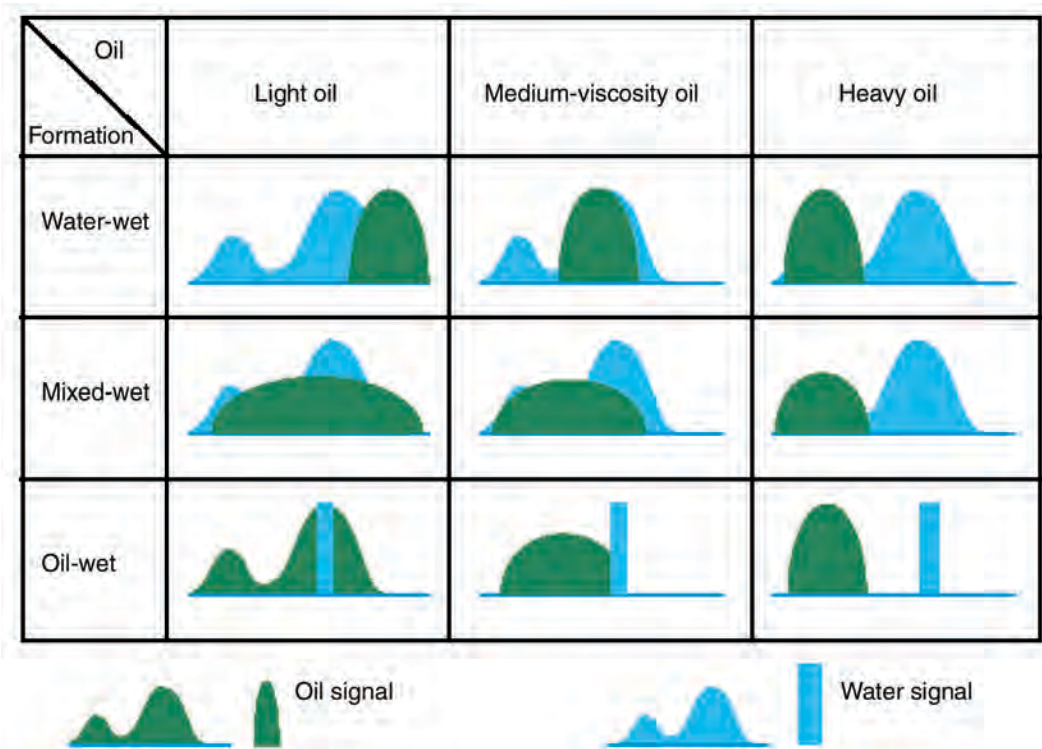 Oil
Formation
Light oil
Medium-viscosity oil
Heavy oil
Water-wet
Mixed-wet
Oil-wet
Oil signal
Water signal